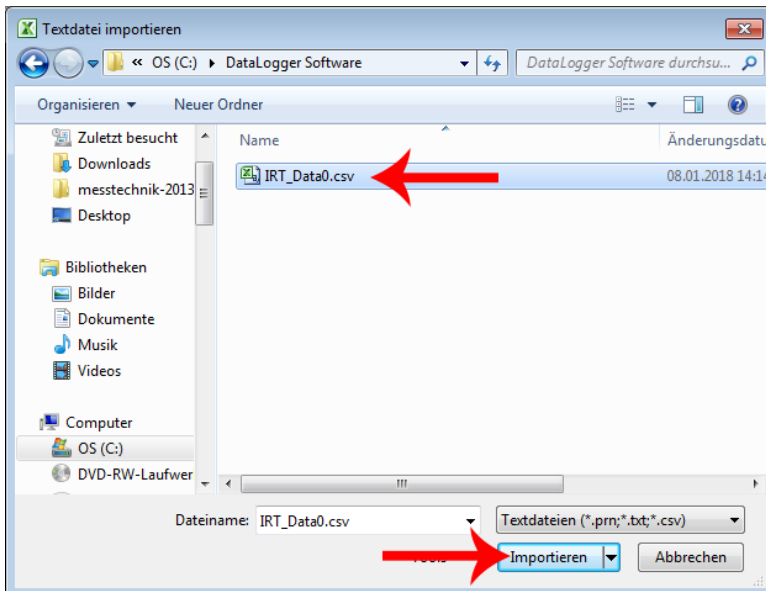 Textdatei importieren
« OS (C:) DataLogger Software
DataLogger Software durchsu...
Organisieren Neuer Ordner
Name Änderungsdatu
Zuletzt besucht
Downloads
messtechnik-2013
Desktop
IRT_Data0.csv 08.01.2018 14:14
Bibliotheken
Bilder
Dokumente
Musik
Videos
Computer
OS (C:)
DVD-RW-Laufwer
Dateiname: IRT_Data0.csv Textdateien (*.prn;*.txt;*.csv)
Importieren Abbrechen